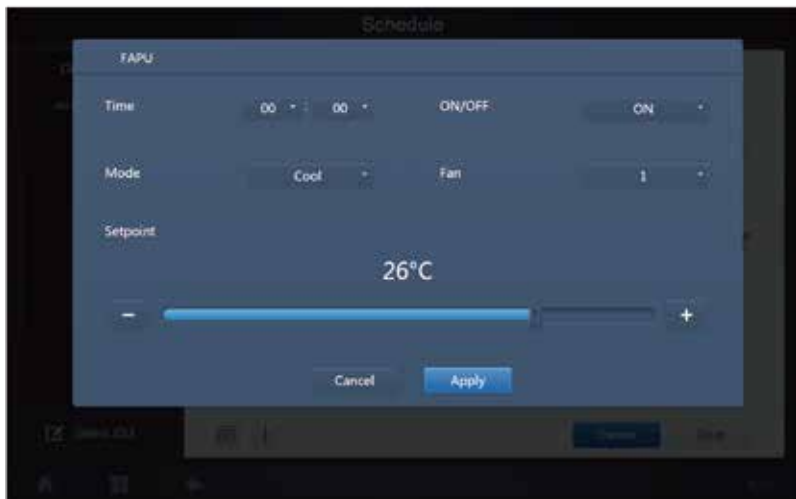 Schedule
FAPU
Time 00 : 00 ON/OFF ON
Mode Cool Fan 1
Setpoint
26°C
− +
Cancel Apply